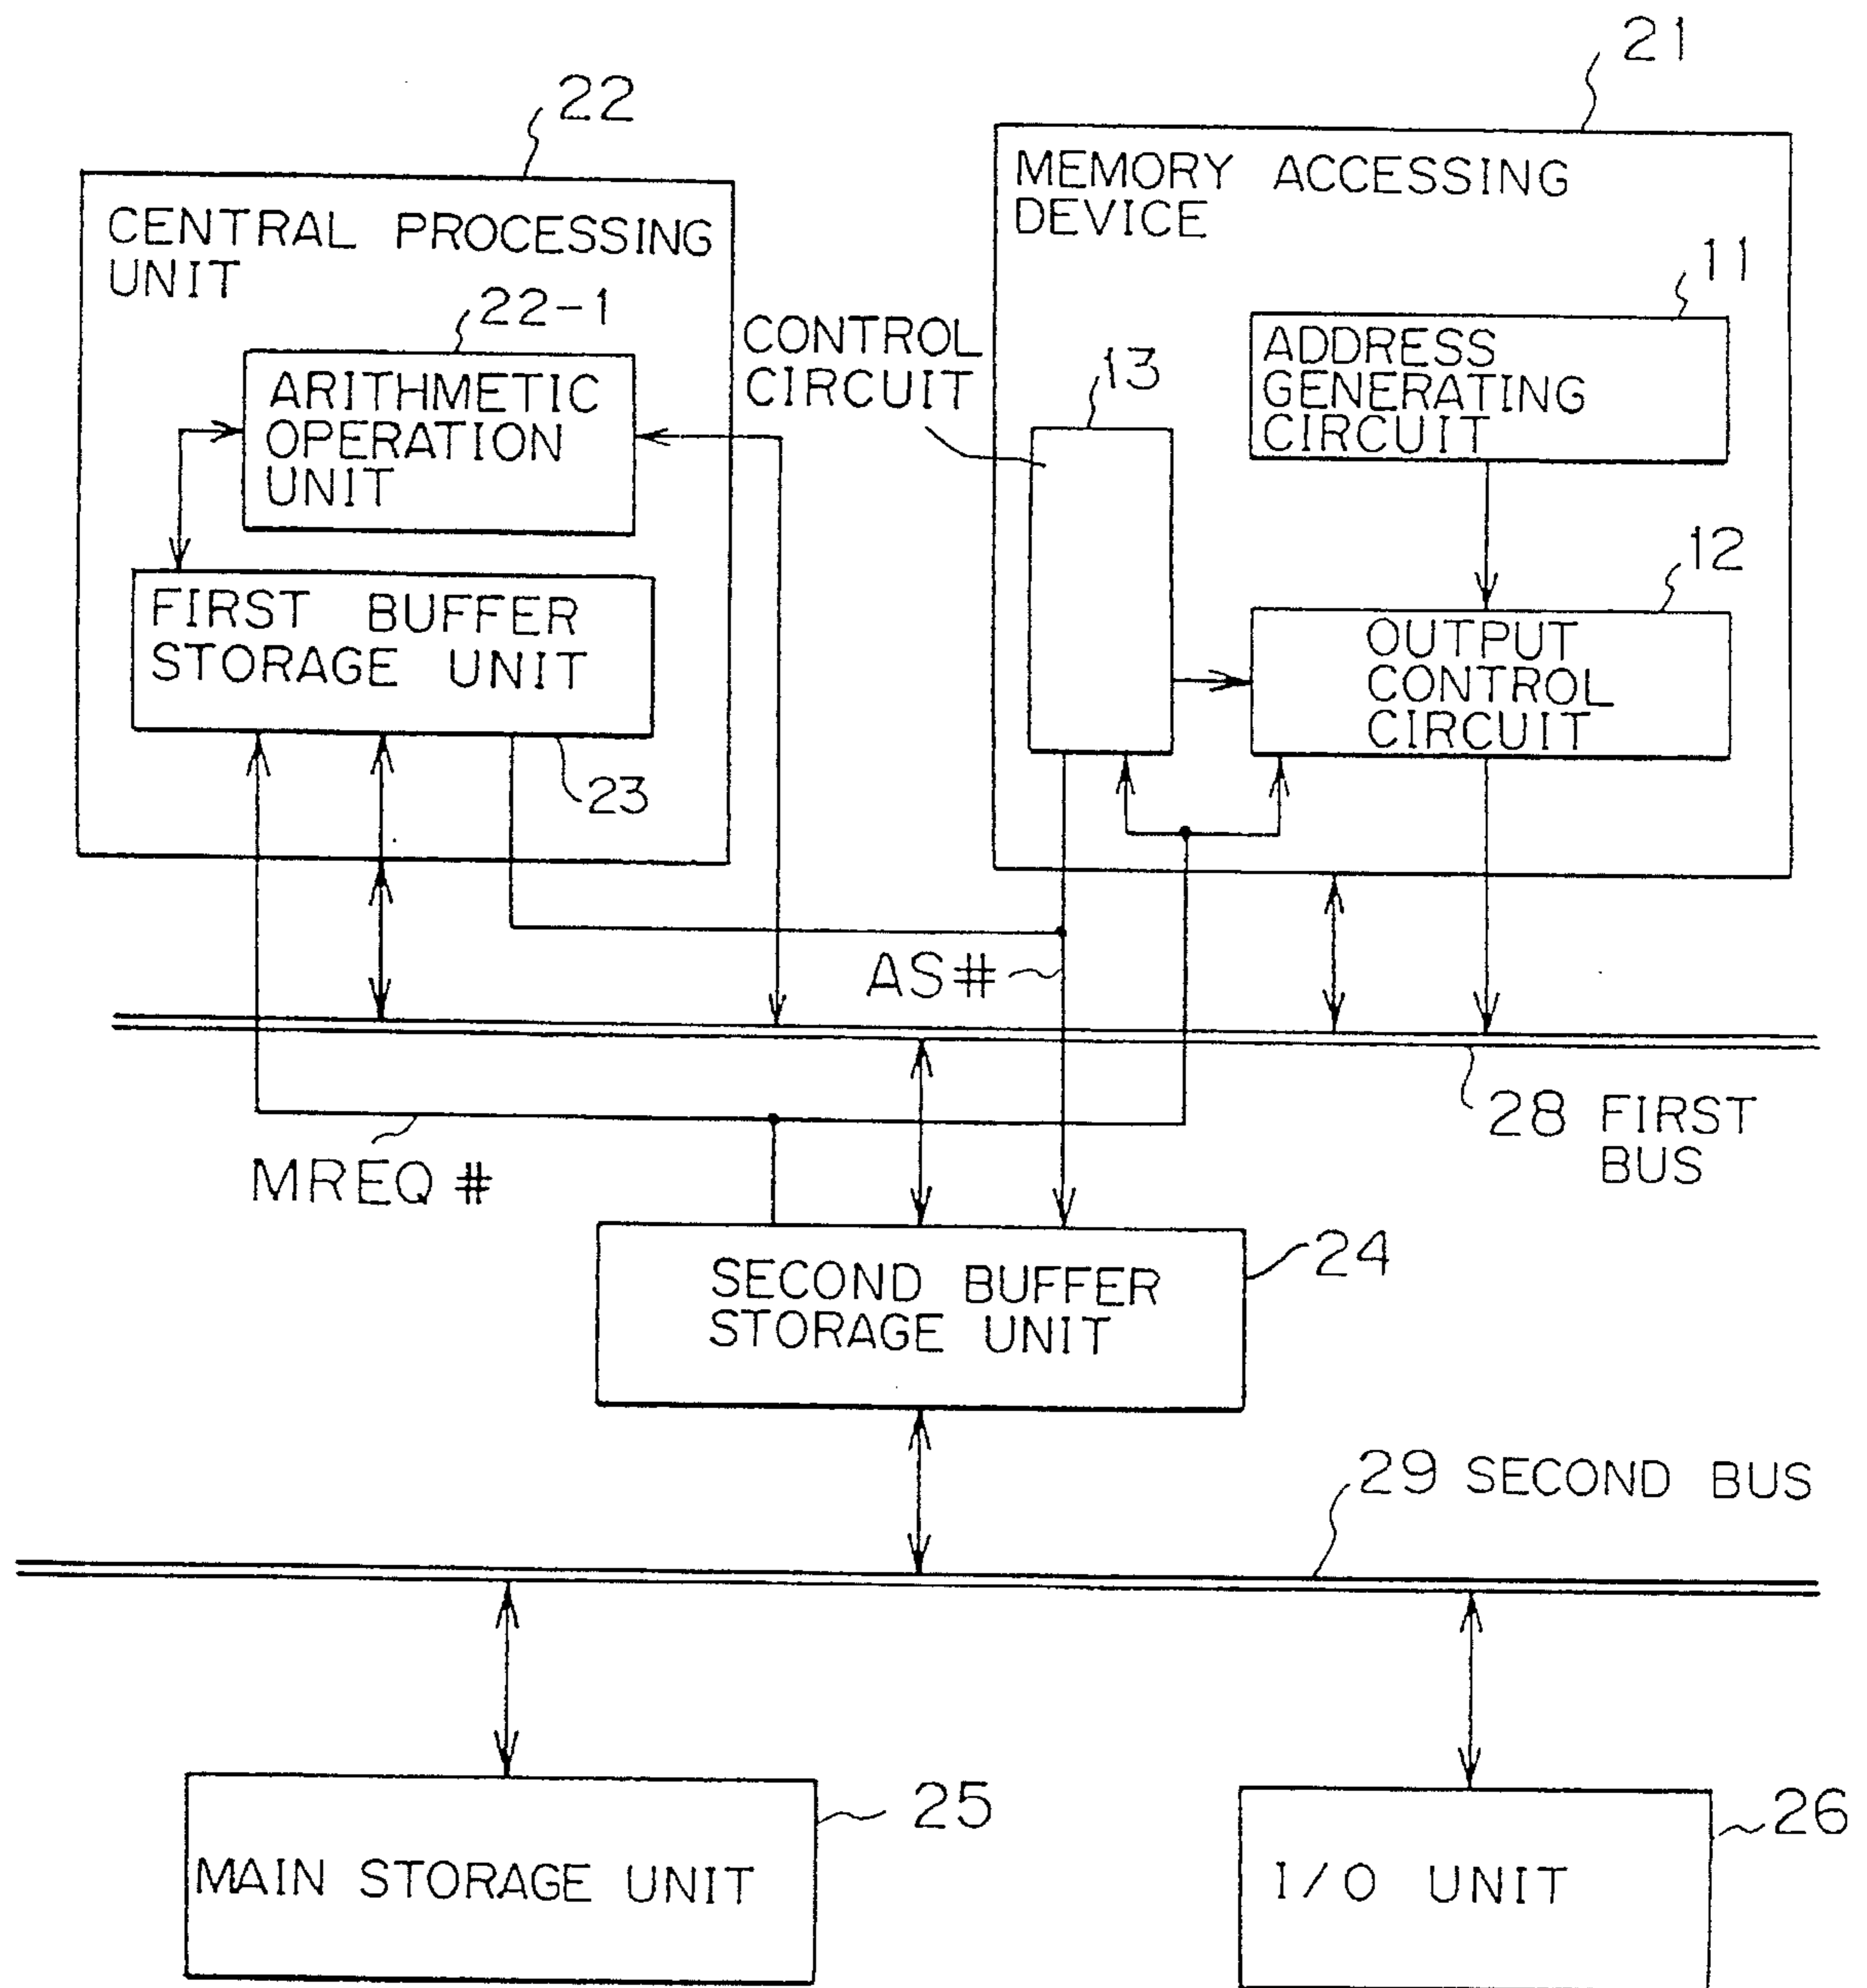 21
22
MEMORY ACCESSING
DEVICE
CENTRAL PROCESSING
UNIT
11
22-1
CONTROL
CIRCUIT
13
ADDRESS
GENERATING
CIRCUIT
ARITHMETIC
OPERATION
UNIT
12
FIRST BUFFER
STORAGE UNIT
OUTPUT
CONTROL
CIRCUIT
23
AS#
28 FIRST
BUS
MREQ #
24
SECOND BUFFER
STORAGE UNIT
29 SECOND BUS
25
26
MAIN STORAGE UNIT
I/O UNIT